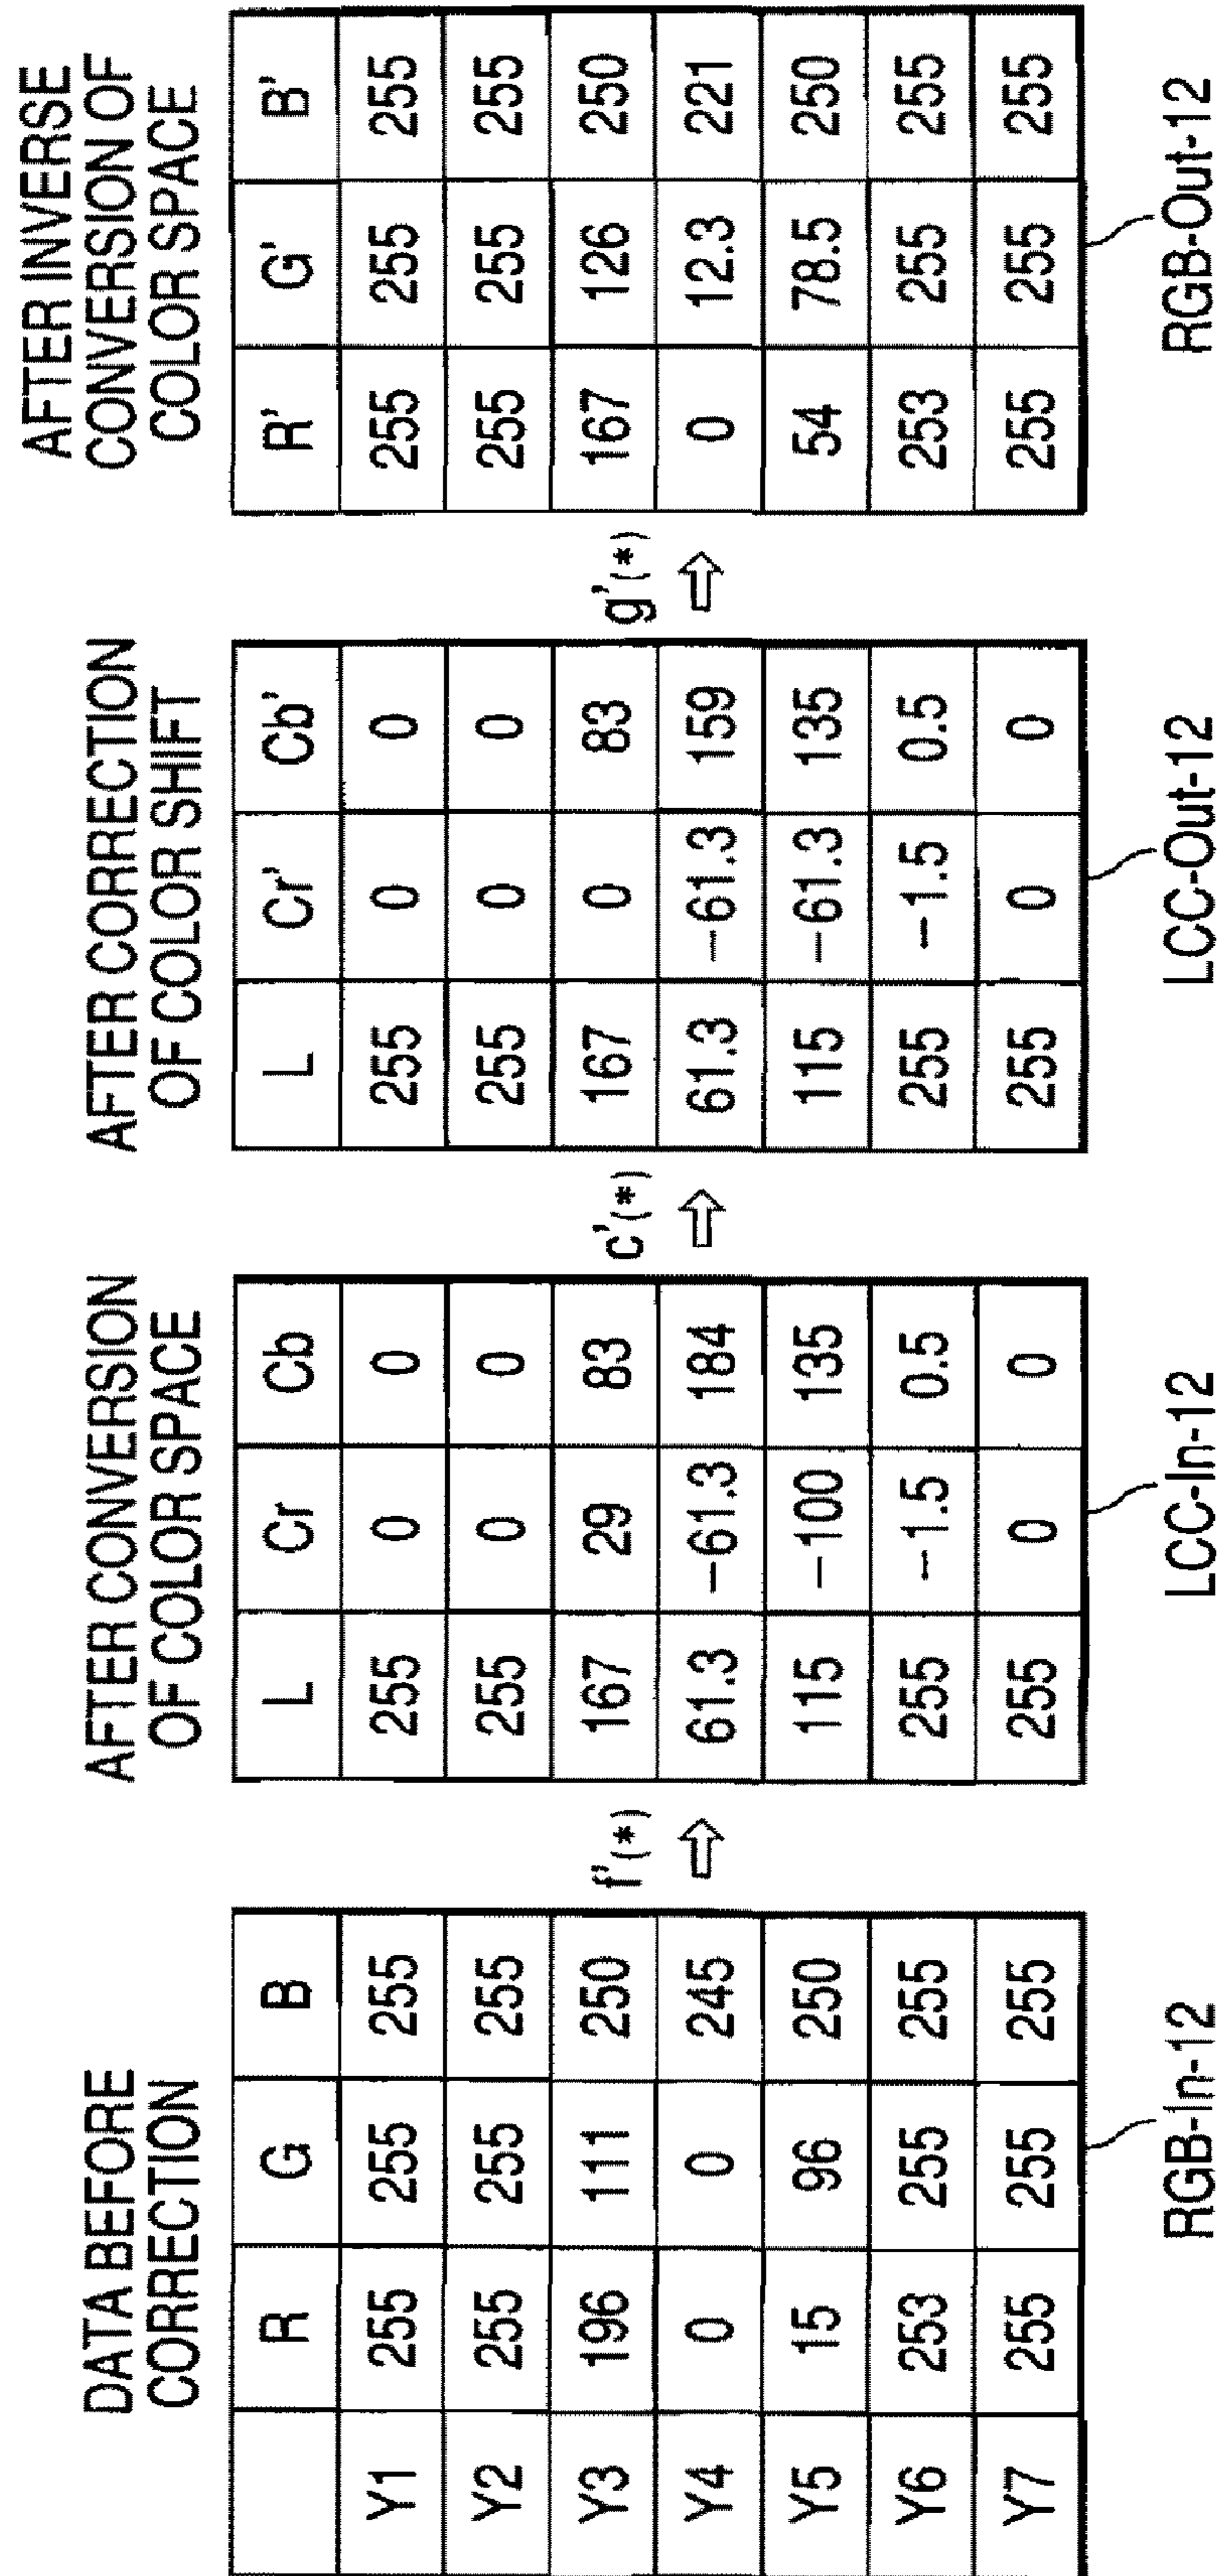 DATA BEFORE
CORRECTION
R G B
Y1 255 255 255
Y2 255 255 255
Y3 196 111 250
Y4 0 0 245
Y5 15 96 250
Y6 253 255 255
Y7 255 255 255
RGB-In-12
f'(*)
⇨
AFTER CONVERSION
OF COLOR SPACE
L Cr Cb
255 0 0
255 0 0
167 29 83
61.3 −61.3 184
115 −100 135
255 −1.5 0.5
255 0 0
LCC-In-12
c'(*)
⇨
AFTER CORRECTION
OF COLOR SHIFT
L Cr' Cb'
255 0 0
255 0 0
167 0 83
61.3 −61.3 159
115 −61.3 135
255 −1.5 0.5
255 0 0
LCC-Out-12
g'(*)
⇨
AFTER INVERSE
CONVERSION OF
COLOR SPACE
R' G' B'
255 255 255
255 255 255
167 126 250
0 12.3 221
54 78.5 250
253 255 255
255 255 255
RGB-Out-12